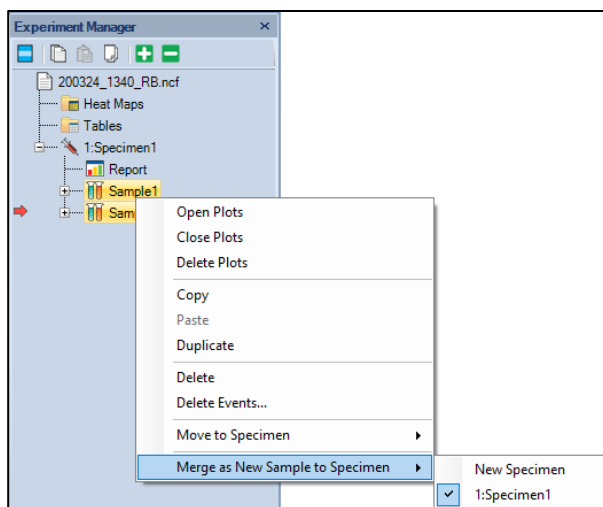 Experiment Manager
200324_1340_RB.ncf
Heat Maps
Tables
1:Specimen1
Report
Sample1
Sam
Open Plots
Close Plots
Delete Plots
Copy
Paste
Duplicate
Delete
Delete Events...
Move to Specimen
Merge as New Sample to Specimen
New Specimen
1:Specimen1